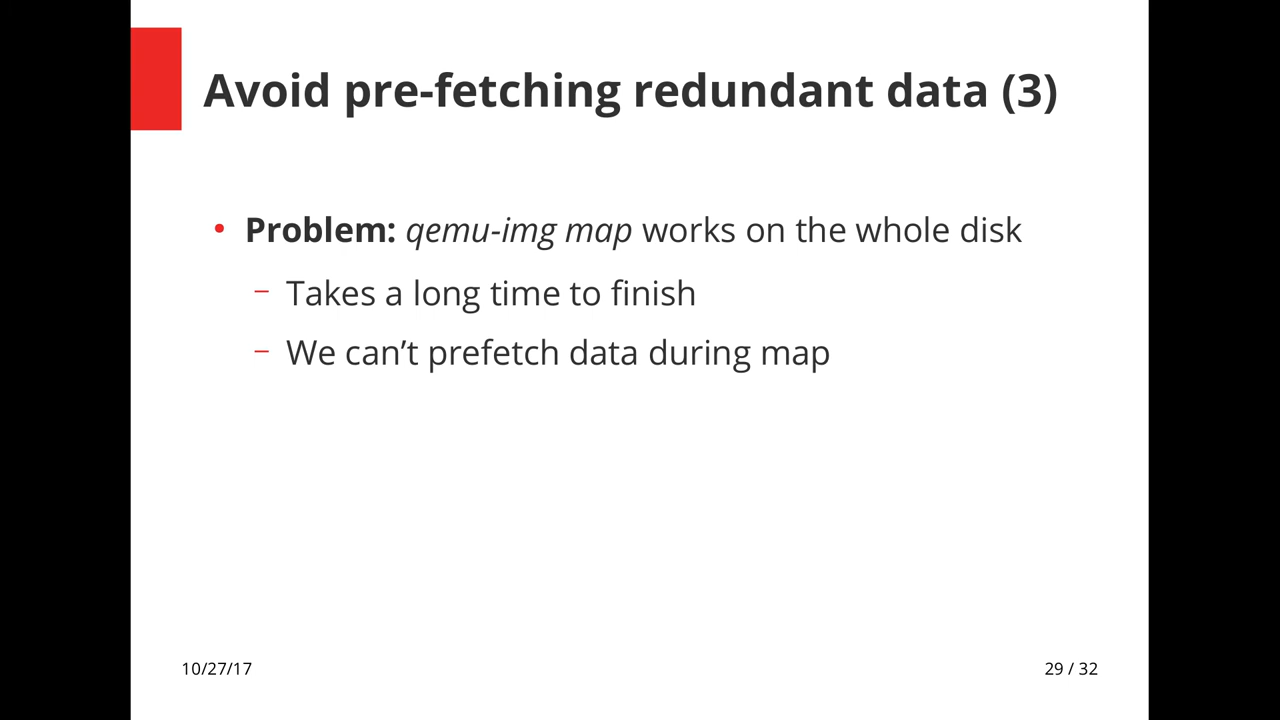 Avoid pre-fetching redundant data (3)
• Problem: qemu-img map works on the whole disk
– Takes a long time to finish
– We can’t prefetch data during map
10/27/17
29 / 32